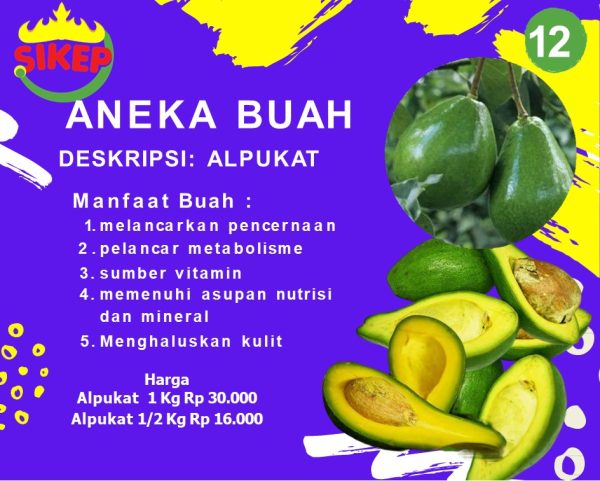 SIKEP
12
ANEKA BUAH
DESKRIPSI: ALPUKAT
Manfaat Buah :
1. melancarkan pencernaan
2. pelancar metabolisme
3. sumber vitamin
4. memenuhi asupan nutrisi
dan mineral
5. Menghaluskan kulit
Harga
Alpukat 1 Kg Rp 30.000
Alpukat 1/2 Kg Rp 16.000